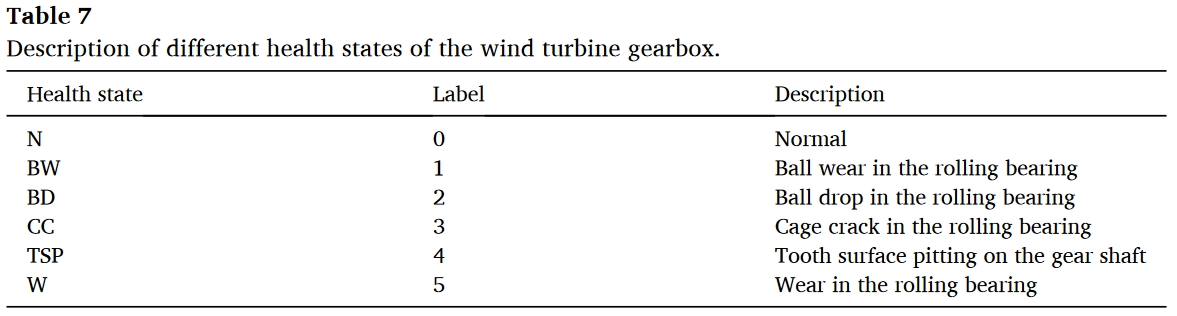 Table 7
Description of different health states of the wind turbine gearbox.
Health state Label Description
N 0 Normal
BW 1 Ball wear in the rolling bearing
BD 2 Ball drop in the rolling bearing
CC 3 Cage crack in the rolling bearing
TSP 4 Tooth surface pitting on the gear shaft
W 5 Wear in the rolling bearing